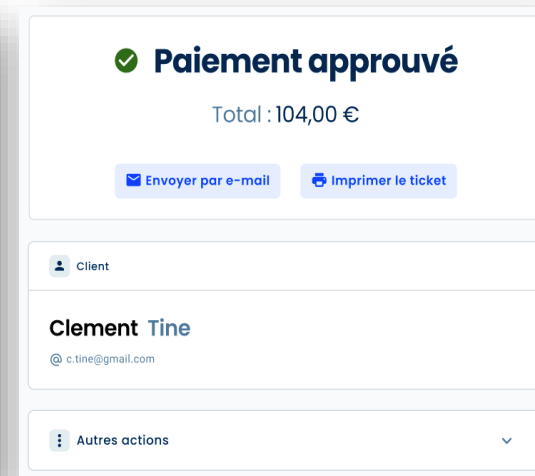 Paiement approuvé
Total : 104,00 €
Envoyer par e-mail Imprimer le ticket
Client
Clement Tine
@ c.tine@gmail.com
Autres actions